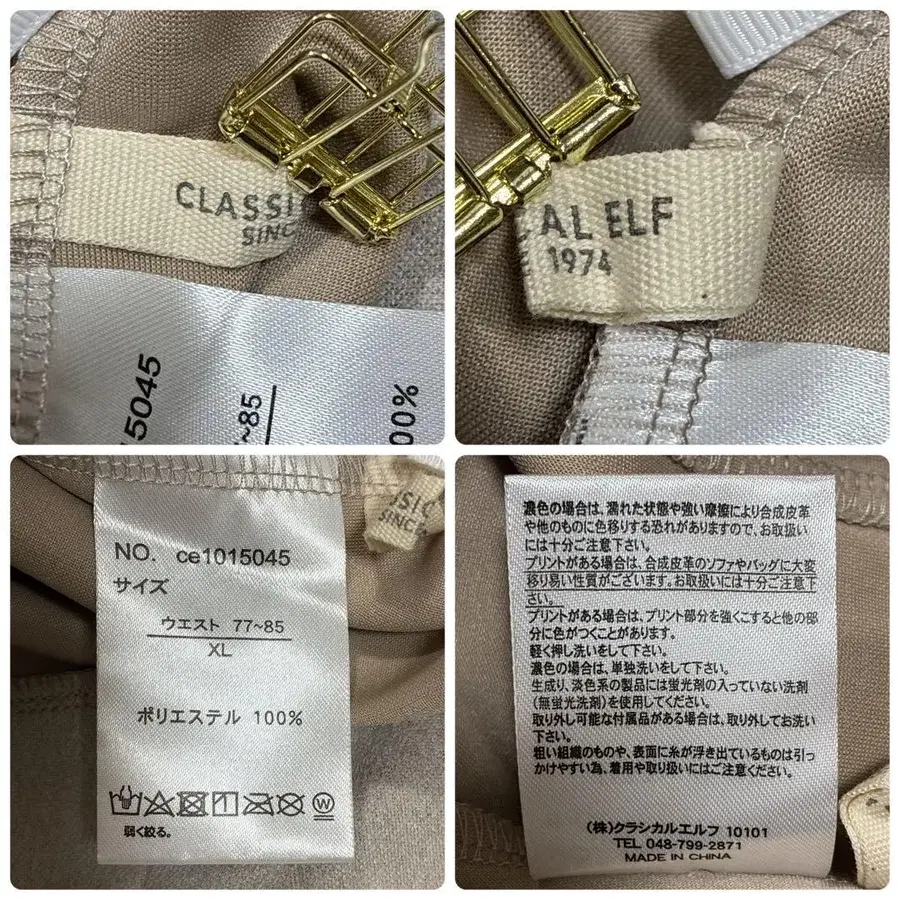 CLASSI
SINC
15045
77~85
00%
CAL ELF
E 1974
SIC
SINC
NO. ce1015045
サイズ
ウエスト 77~85
XL
ポリエステル 100%
W
弱く絞る。
濃色の場合は、濡れた状態や強い摩擦により合成皮革
や他のものに色移りする恐れがありますので、お取扱い
には十分ご注意下さい。
プリントがある場合は、合成皮革のソファやバッグに大変
移り易い性質がございます。お取扱いには十分ご注意下
さい。
プリントがある場合は、プリント部分を強くこすると他の部
分に色がつくことがあります。
軽く押し洗いをして下さい。
濃色の場合は、単独洗いをして下さい。
生成り、淡色系の製品には蛍光剤の入っていない洗剤
(無蛍光洗剤)を使用してください。
取り外し可能な付属品がある場合は、取り外してお洗い
下さい。
粗い組織のものや、表面に糸が浮き出ているものは引っ
かけやすい為、着用や取り扱いにはご注意ください。
(株)クラシカルエルフ 10101
TEL 048-799-2871
MADE IN CHINA